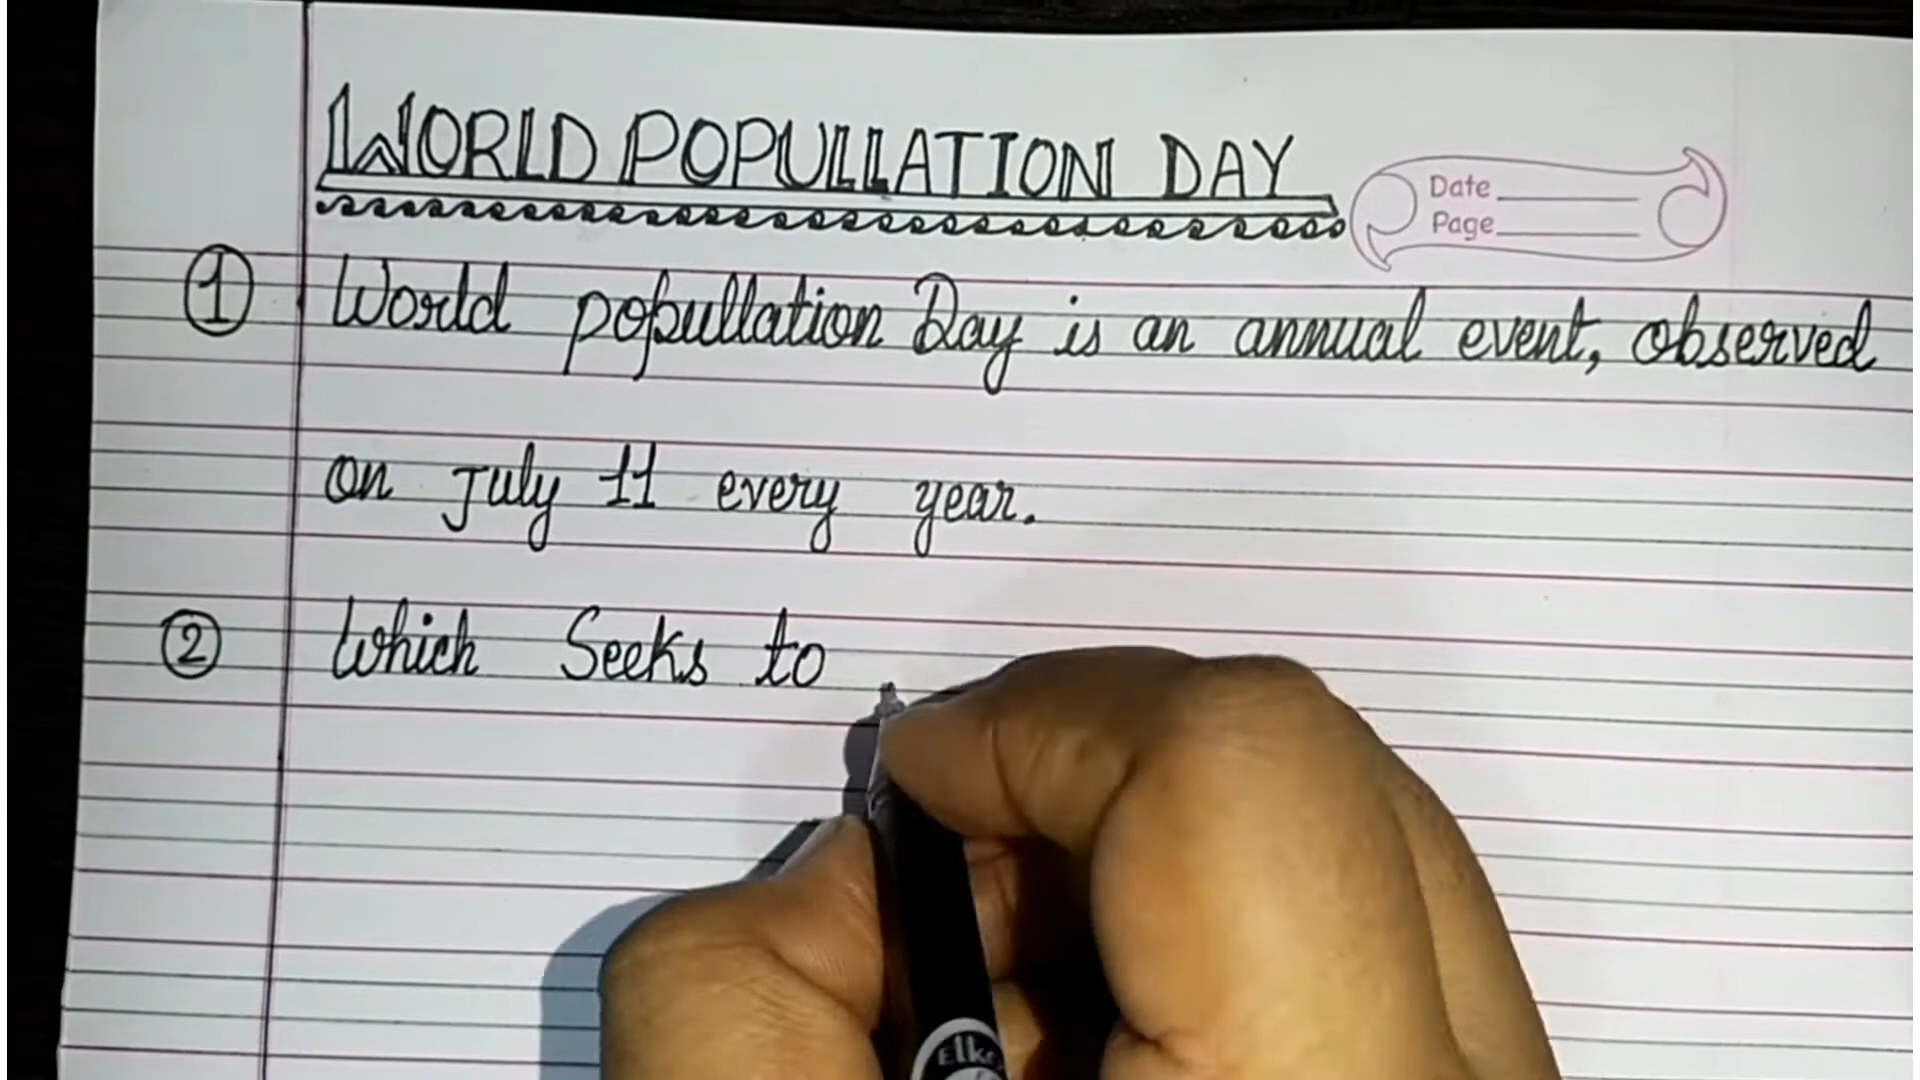 WORLD POPULLATION DAY
Date
Page
1 World popullation Day is an annual event, observed
on July 11 every year.
2 Which Seeks to
Elke